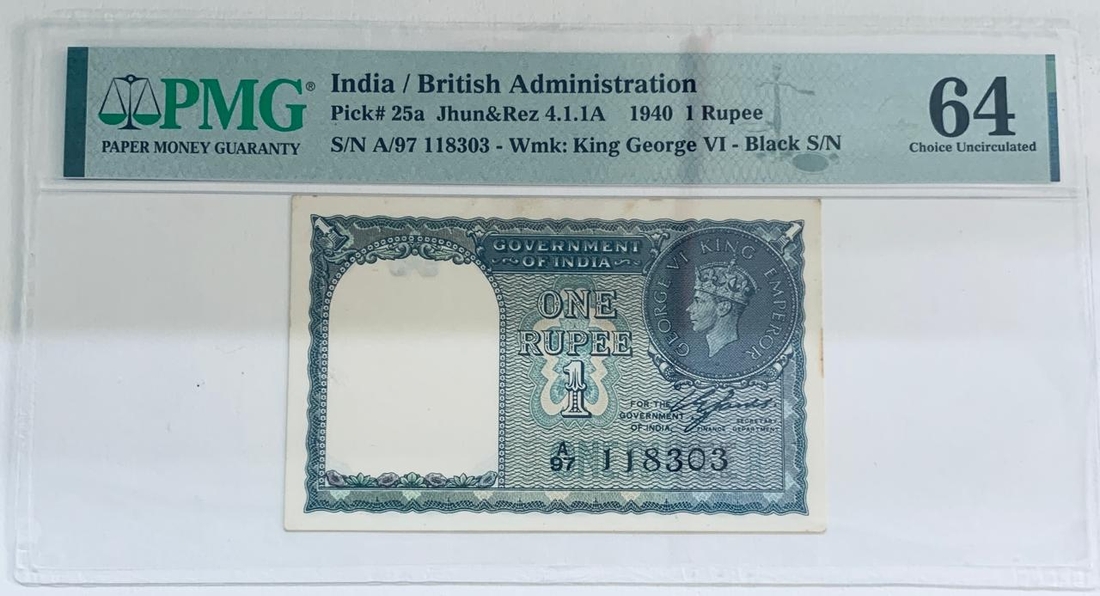 PMG®
PAPER MONEY GUARANTY
India / British Administration
Pick# 25a Jhun&Rez 4.1.1A 1940 1 Rupee
S/N A/97 118303 - Wmk: King George VI - Black S/N
64
Choice Uncirculated
1
1
GOVERNMENT
OF INDIA
GEORGE VI KING EMPEROR
ONE
RUPEE
1
FOR THE
GOVERNMENT
OF INDIA.
SECRETARY
FINANCE DEPARTMENT
A/97 118303